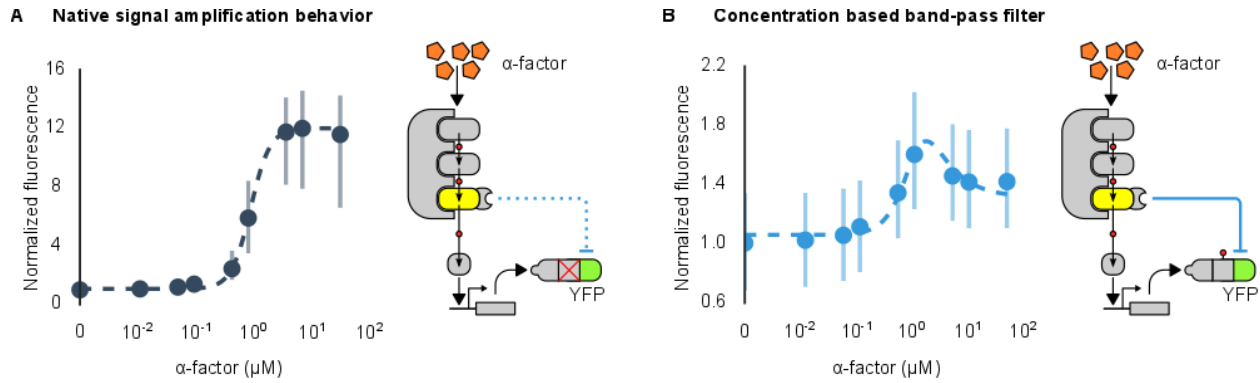 A Native signal amplification behavior
Normalized fluorescence
16
12
8
4
0
0 10⁻² 10⁻¹ 10⁰ 10¹ 10²
α-factor (µM)
α-factor
YFP
B Concentration based band-pass filter
Normalized fluorescence
2.2
1.8
1.4
1.0
0.6
0 10⁻² 10⁻¹ 10⁰ 10¹ 10²
α-factor (µM)
α-factor
YFP